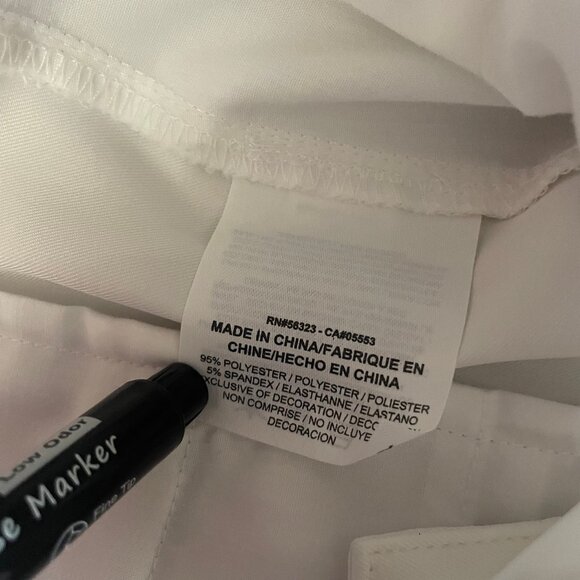 RN#58323 - CA#05553
MADE IN CHINA/FABRIQUE EN
CHINE/HECHO EN CHINA
95% POLYESTER / POLYESTER / POLIESTER
5% SPANDEX / ELASTHANNE / ELASTANO
EXCLUSIVE OF DECORATION /
NON COMPRISE / NO INCLUYE
DECORACION
Low Odor
Marker
Fine Tip